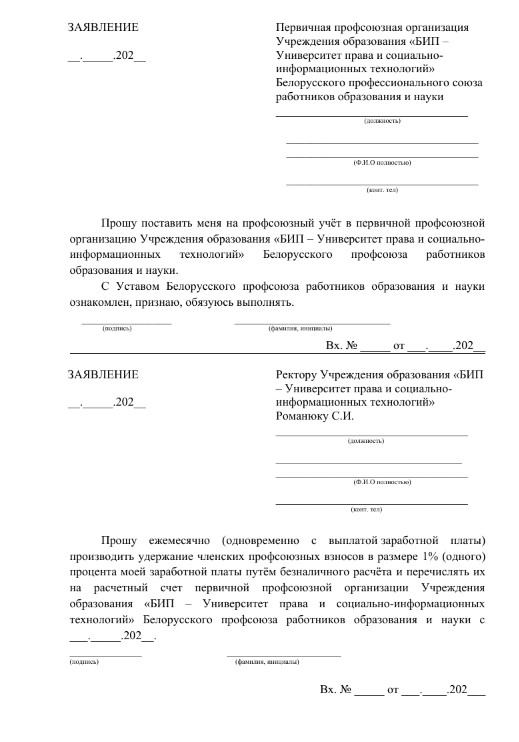 ЗАЯВЛЕНИЕ
__._____.202__
Первичная профсоюзная организация
Учреждения образования «БИП –
Университет права и социально-
информационных технологий»
Белорусского профессионального союза
работников образования и науки
(должность)
(Ф.И.О полностью)
(конт. тел)
Прошу поставить меня на профсоюзный учёт в первичной профсоюзной
организацию Учреждения образования «БИП – Университет права и социально-
информационных технологий» Белорусского профсоюза работников
образования и науки.
С Уставом Белорусского профсоюза работников образования и науки
ознакомлен, признаю, обязуюсь выполнять.
(подпись) (фамилия, инициалы)
Вх. № _____ от ___.____.202__
ЗАЯВЛЕНИЕ
__._____.202__
Ректору Учреждения образования «БИП
– Университет права и социально-
информационных технологий»
Романюку С.И.
(должность)
(Ф.И.О полностью)
(конт. тел)
Прошу ежемесячно (одновременно с выплатой заработной платы)
производить удержание членских профсоюзных взносов в размере 1% (одного)
процента моей заработной платы путём безналичного расчёта и перечислять их
на расчетный счет первичной профсоюзной организации Учреждения
образования «БИП – Университет права и социально-информационных
технологий» Белорусского профсоюза работников образования и науки с
___._____.202__.
(подпись) (фамилия, инициалы)
Вх. № _____ от ___.____.202___